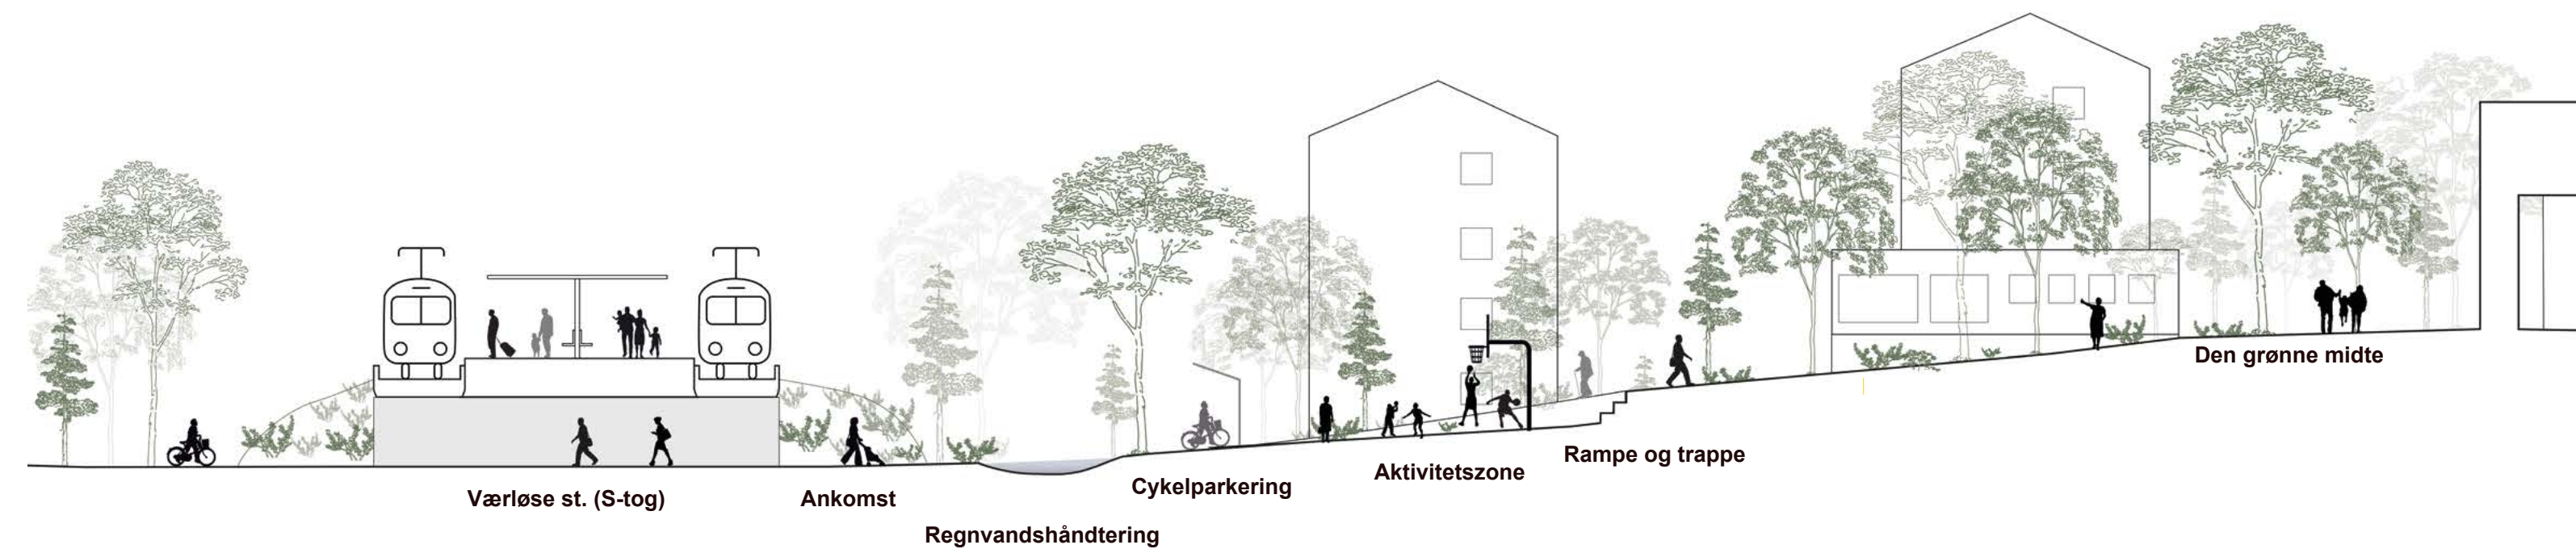 Værløse st. (S-tog)
Ankomst
Regnvandshåndtering
Cykelparkering
Aktivitetszone
Rampe og trappe
Den grønne midte